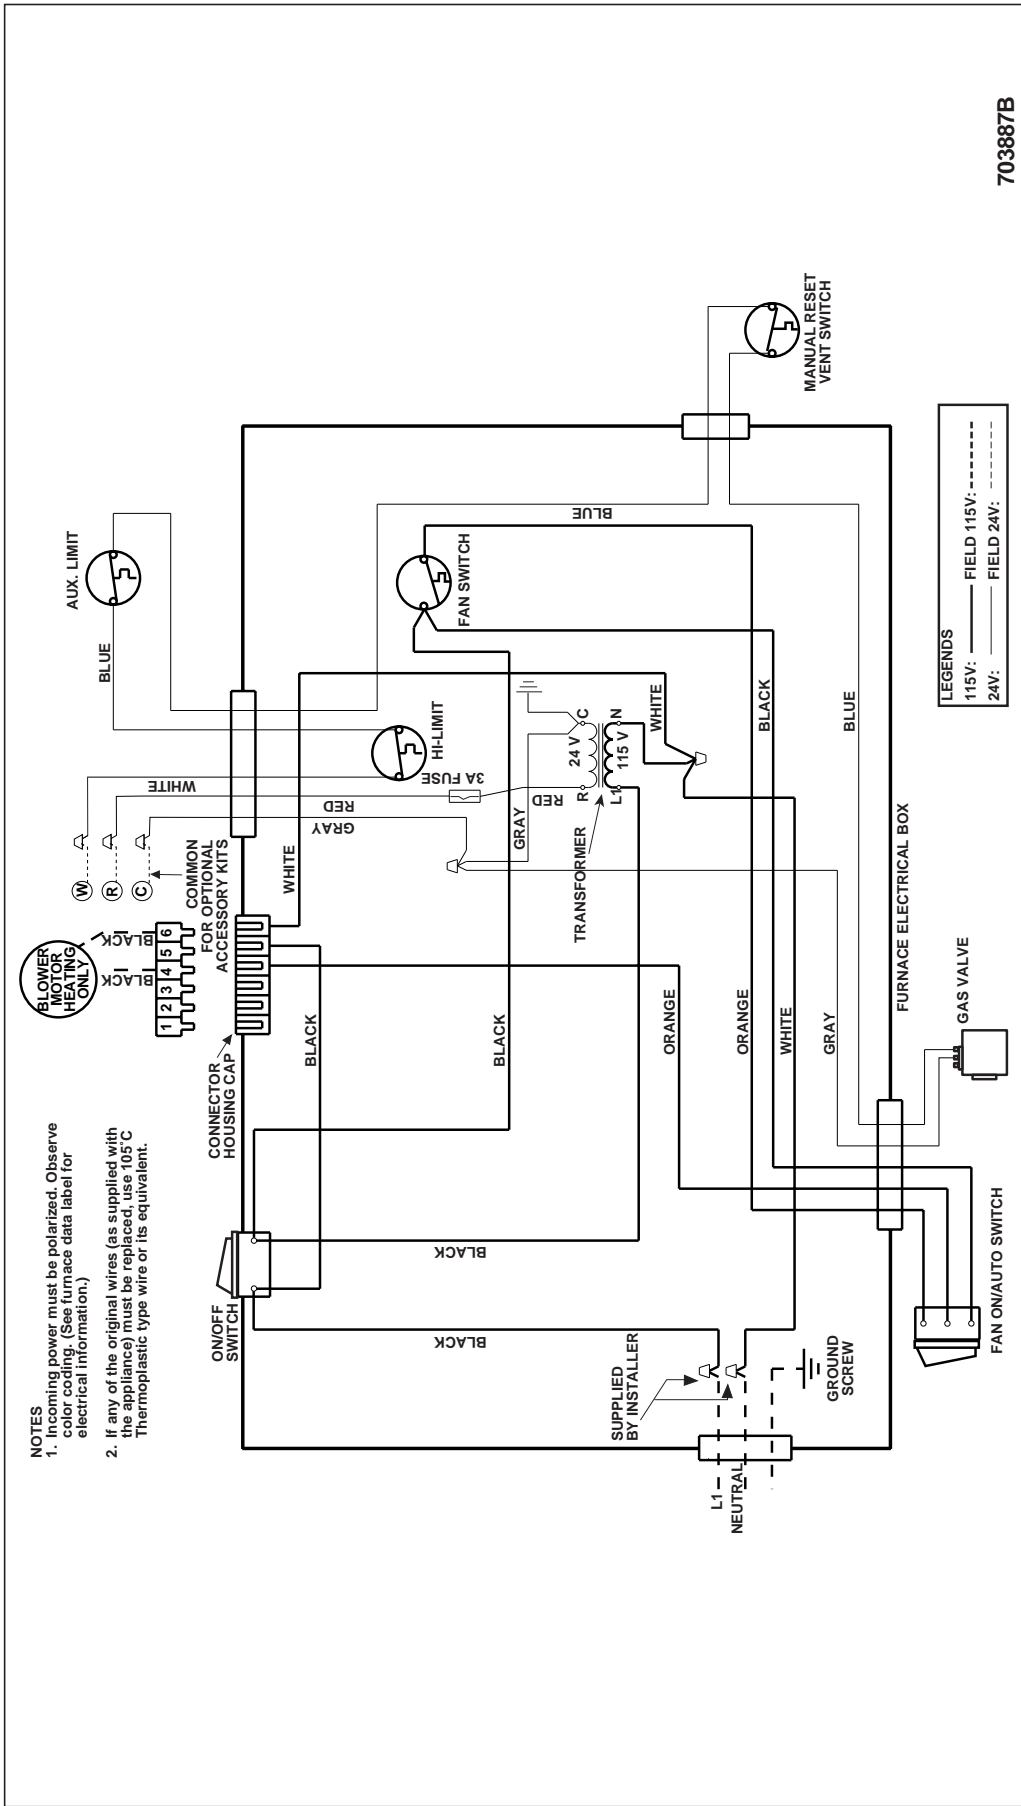 NOTES
1. Incoming power must be polarized. Observe
color coding. (See furnace data label for
electrical information.)
2. If any of the original wires (as supplied with
the appliance) must be replaced, use 105°C
Thermoplastic type wire or its equivalent.
BLOWER
MOTOR
HEATING
ONLY
BLACK
BLACK
1 2 3 4 5 6
W
R
C
COMMON
FOR OPTIONAL
ACCESSORY KITS
CONNECTOR
HOUSING CAP
BLUE
AUX. LIMIT
WHITE
RED
GRAY
ON/OFF
SWITCH
BLACK
WHITE
3A FUSE
HI-LIMIT
BLACK
GRAY
RED
FAN SWITCH
BLUE
TRANSFORMER
R
24 V
C
L1
115 V
N
WHITE
BLACK
BLACK
SUPPLIED
BY INSTALLER
ORANGE
ORANGE
BLACK
WHITE
GRAY
BLUE
L1
NEUTRAL
GROUND
SCREW
MANUAL RESET
VENT SWITCH
FURNACE ELECTRICAL BOX
GAS VALVE
FAN ON/AUTO SWITCH
LEGENDS
115V: FIELD 115V:
24V: FIELD 24V:
703887B